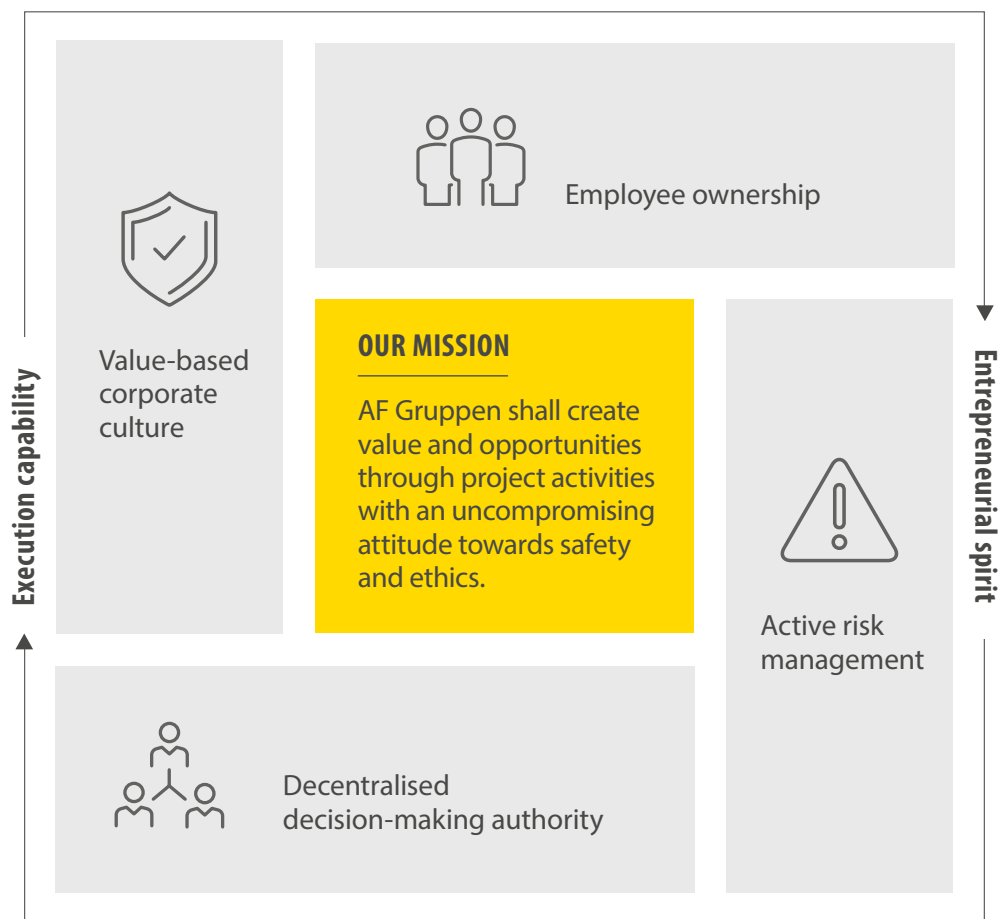 Employee ownership
Value-based
corporate
culture
OUR MISSION
AF Gruppen shall create
value and opportunities
through project activities
with an uncompromising
attitude towards safety
and ethics.
Execution capability
Entrepreneurial spirit
Active risk
management
Decentralised
decision-making authority